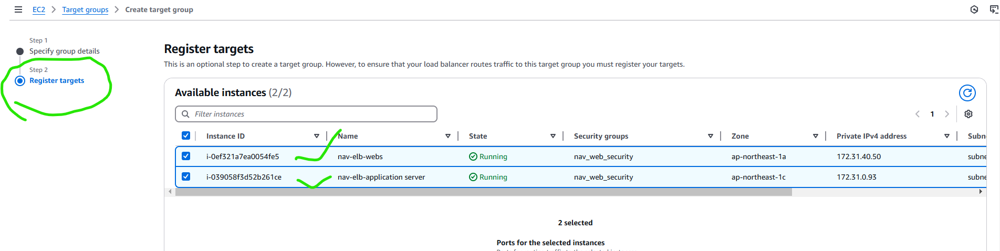 EC2 > Target groups > Create target group
Step 1
Specify group details
Step 2
Register targets
Register targets
This is an optional step to create a target group. However, to ensure that your load balancer routes traffic to this target group you must register your targets.
Available instances (2/2)
Filter instances
1
Instance ID Name State Security groups Zone Private IPv4 address Subn
i-0ef321a7ea0054fe5 nav-elb-webs Running nav_web_security ap-northeast-1a 172.31.40.50 subne
i-039058f3d52b261ce nav-elb-application server Running nav_web_security ap-northeast-1c 172.31.0.93 subne
2 selected
Ports for the selected instances